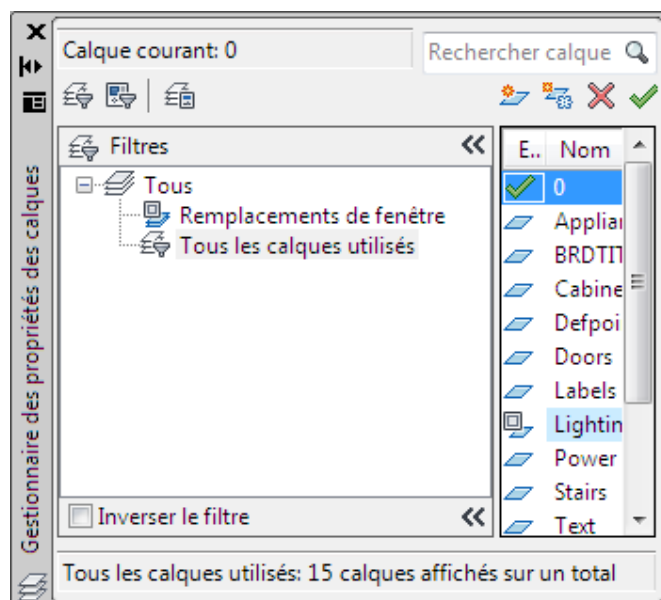 Calque courant: 0
Rechercher calque
Filtres
Tous
Remplacements de fenêtre
Tous les calques utilisés
Inverser le filtre
E.. Nom
0
Applian
BRDTIT
Cabine
Defpoi
Doors
Labels
Lightin
Power
Stairs
Text
Tous les calques utilisés: 15 calques affichés sur un total
Gestionnaire des propriétés des calques